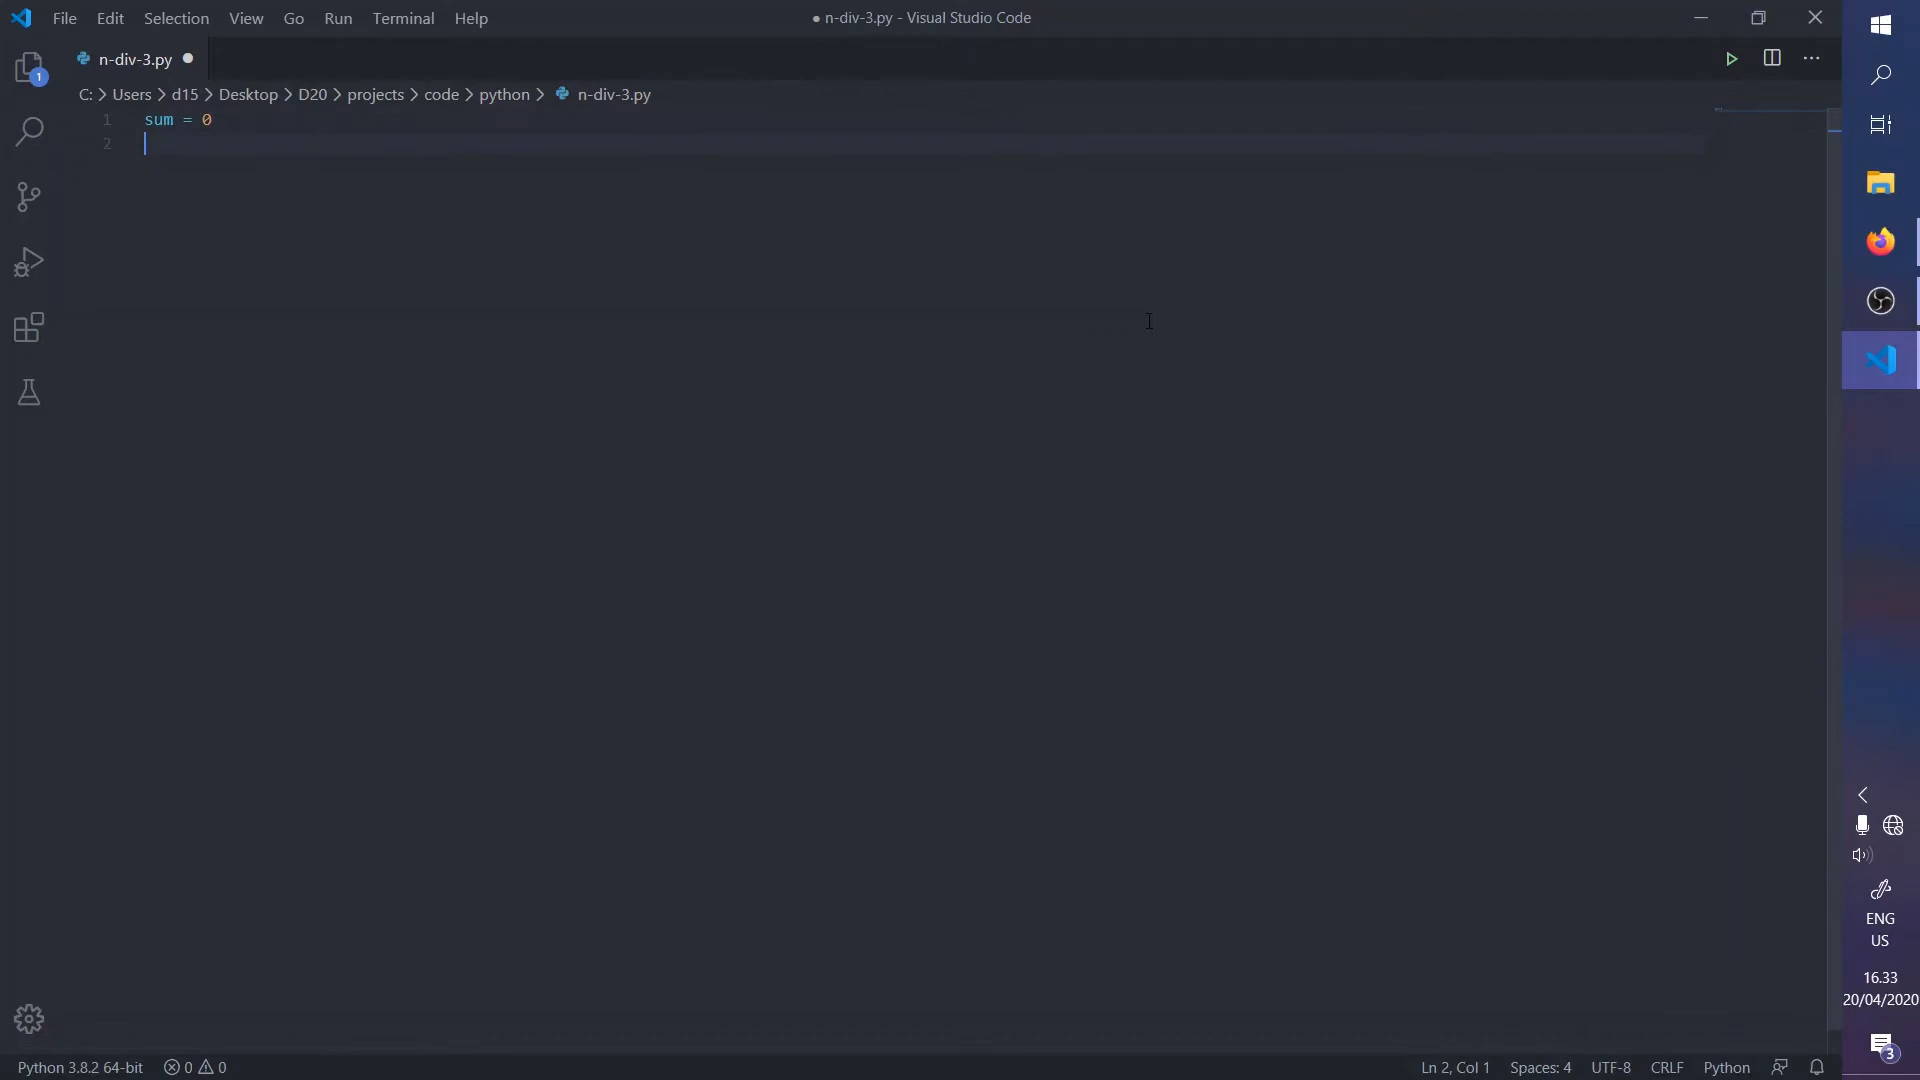 File Edit Selection View Go Run Terminal Help
● n-div-3.py - Visual Studio Code
n-div-3.py
C: > Users > d15 > Desktop > D20 > projects > code > python > n-div-3.py
1 sum = 0
2
1
ENG
US
16.33
20/04/2020
3
Python 3.8.2 64-bit 0 0
Ln 2, Col 1 Spaces: 4 UTF-8 CRLF Python